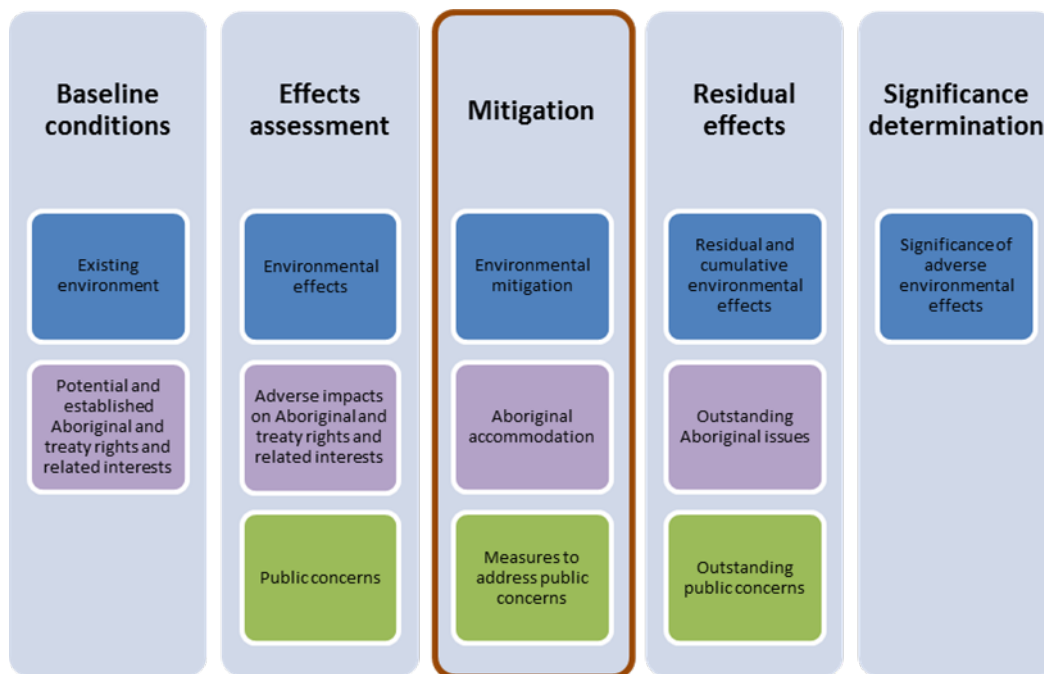 Baseline
conditions
Existing
environment
Potential and
established
Aboriginal and
treaty rights and
related interests
Effects
assessment
Environmental
effects
Adverse impacts
on Aboriginal and
treaty rights and
related interests
Public concerns
Mitigation
Environmental
mitigation
Aboriginal
accommodation
Measures to
address public
concerns
Residual
effects
Residual and
cumulative
environmental
effects
Outstanding
Aboriginal issues
Outstanding
public concerns
Significance
determination
Significance of
adverse
environmental
effects